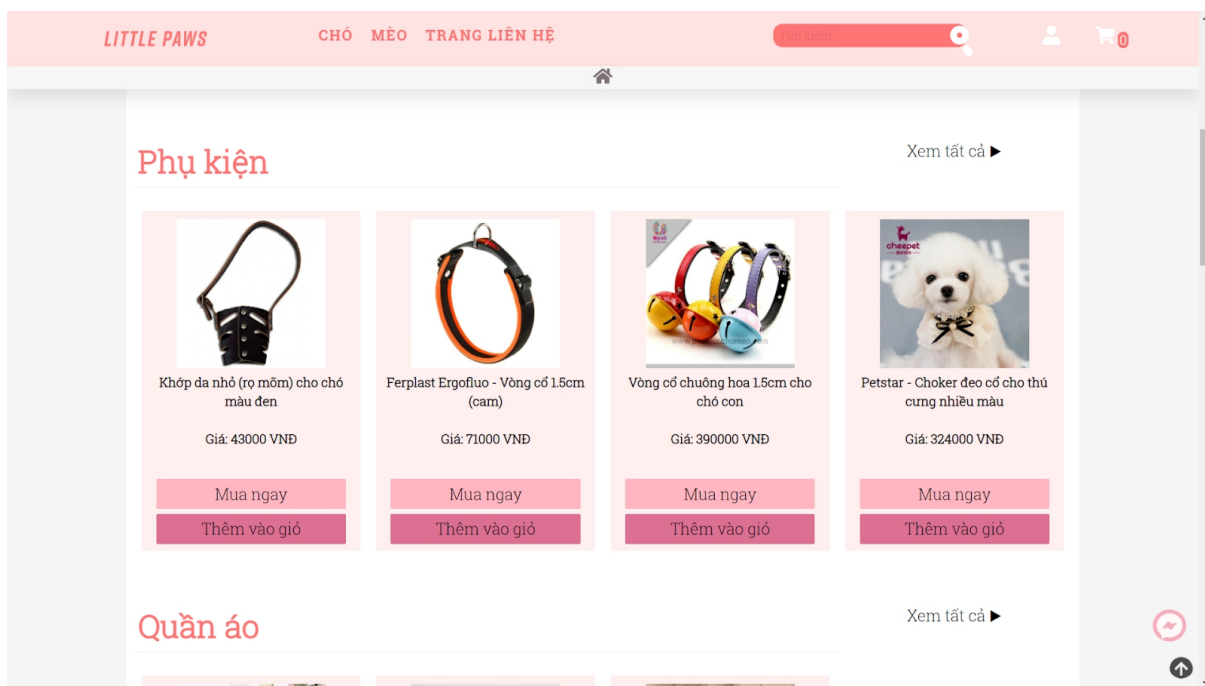 LITTLE PAWS
CHÓ MÈO TRANG LIÊN HỆ
Tìm kiếm
0
Phụ kiện
Xem tất cả
Khớp da nhỏ (rọ mõm) cho chó
màu đen
Giá: 43000 VNĐ
Mua ngay
Thêm vào giỏ
Ferplast Ergofluo - Vòng cổ 1.5cm
(cam)
Giá: 71000 VNĐ
Mua ngay
Thêm vào giỏ
Vòng cổ chuông hoa 1.5cm cho
chó con
Giá: 390000 VNĐ
Mua ngay
Thêm vào giỏ
cheepet
Petstar - Choker đeo cổ cho thú
cưng nhiều màu
Giá: 324000 VNĐ
Mua ngay
Thêm vào giỏ
Quần áo
Xem tất cả